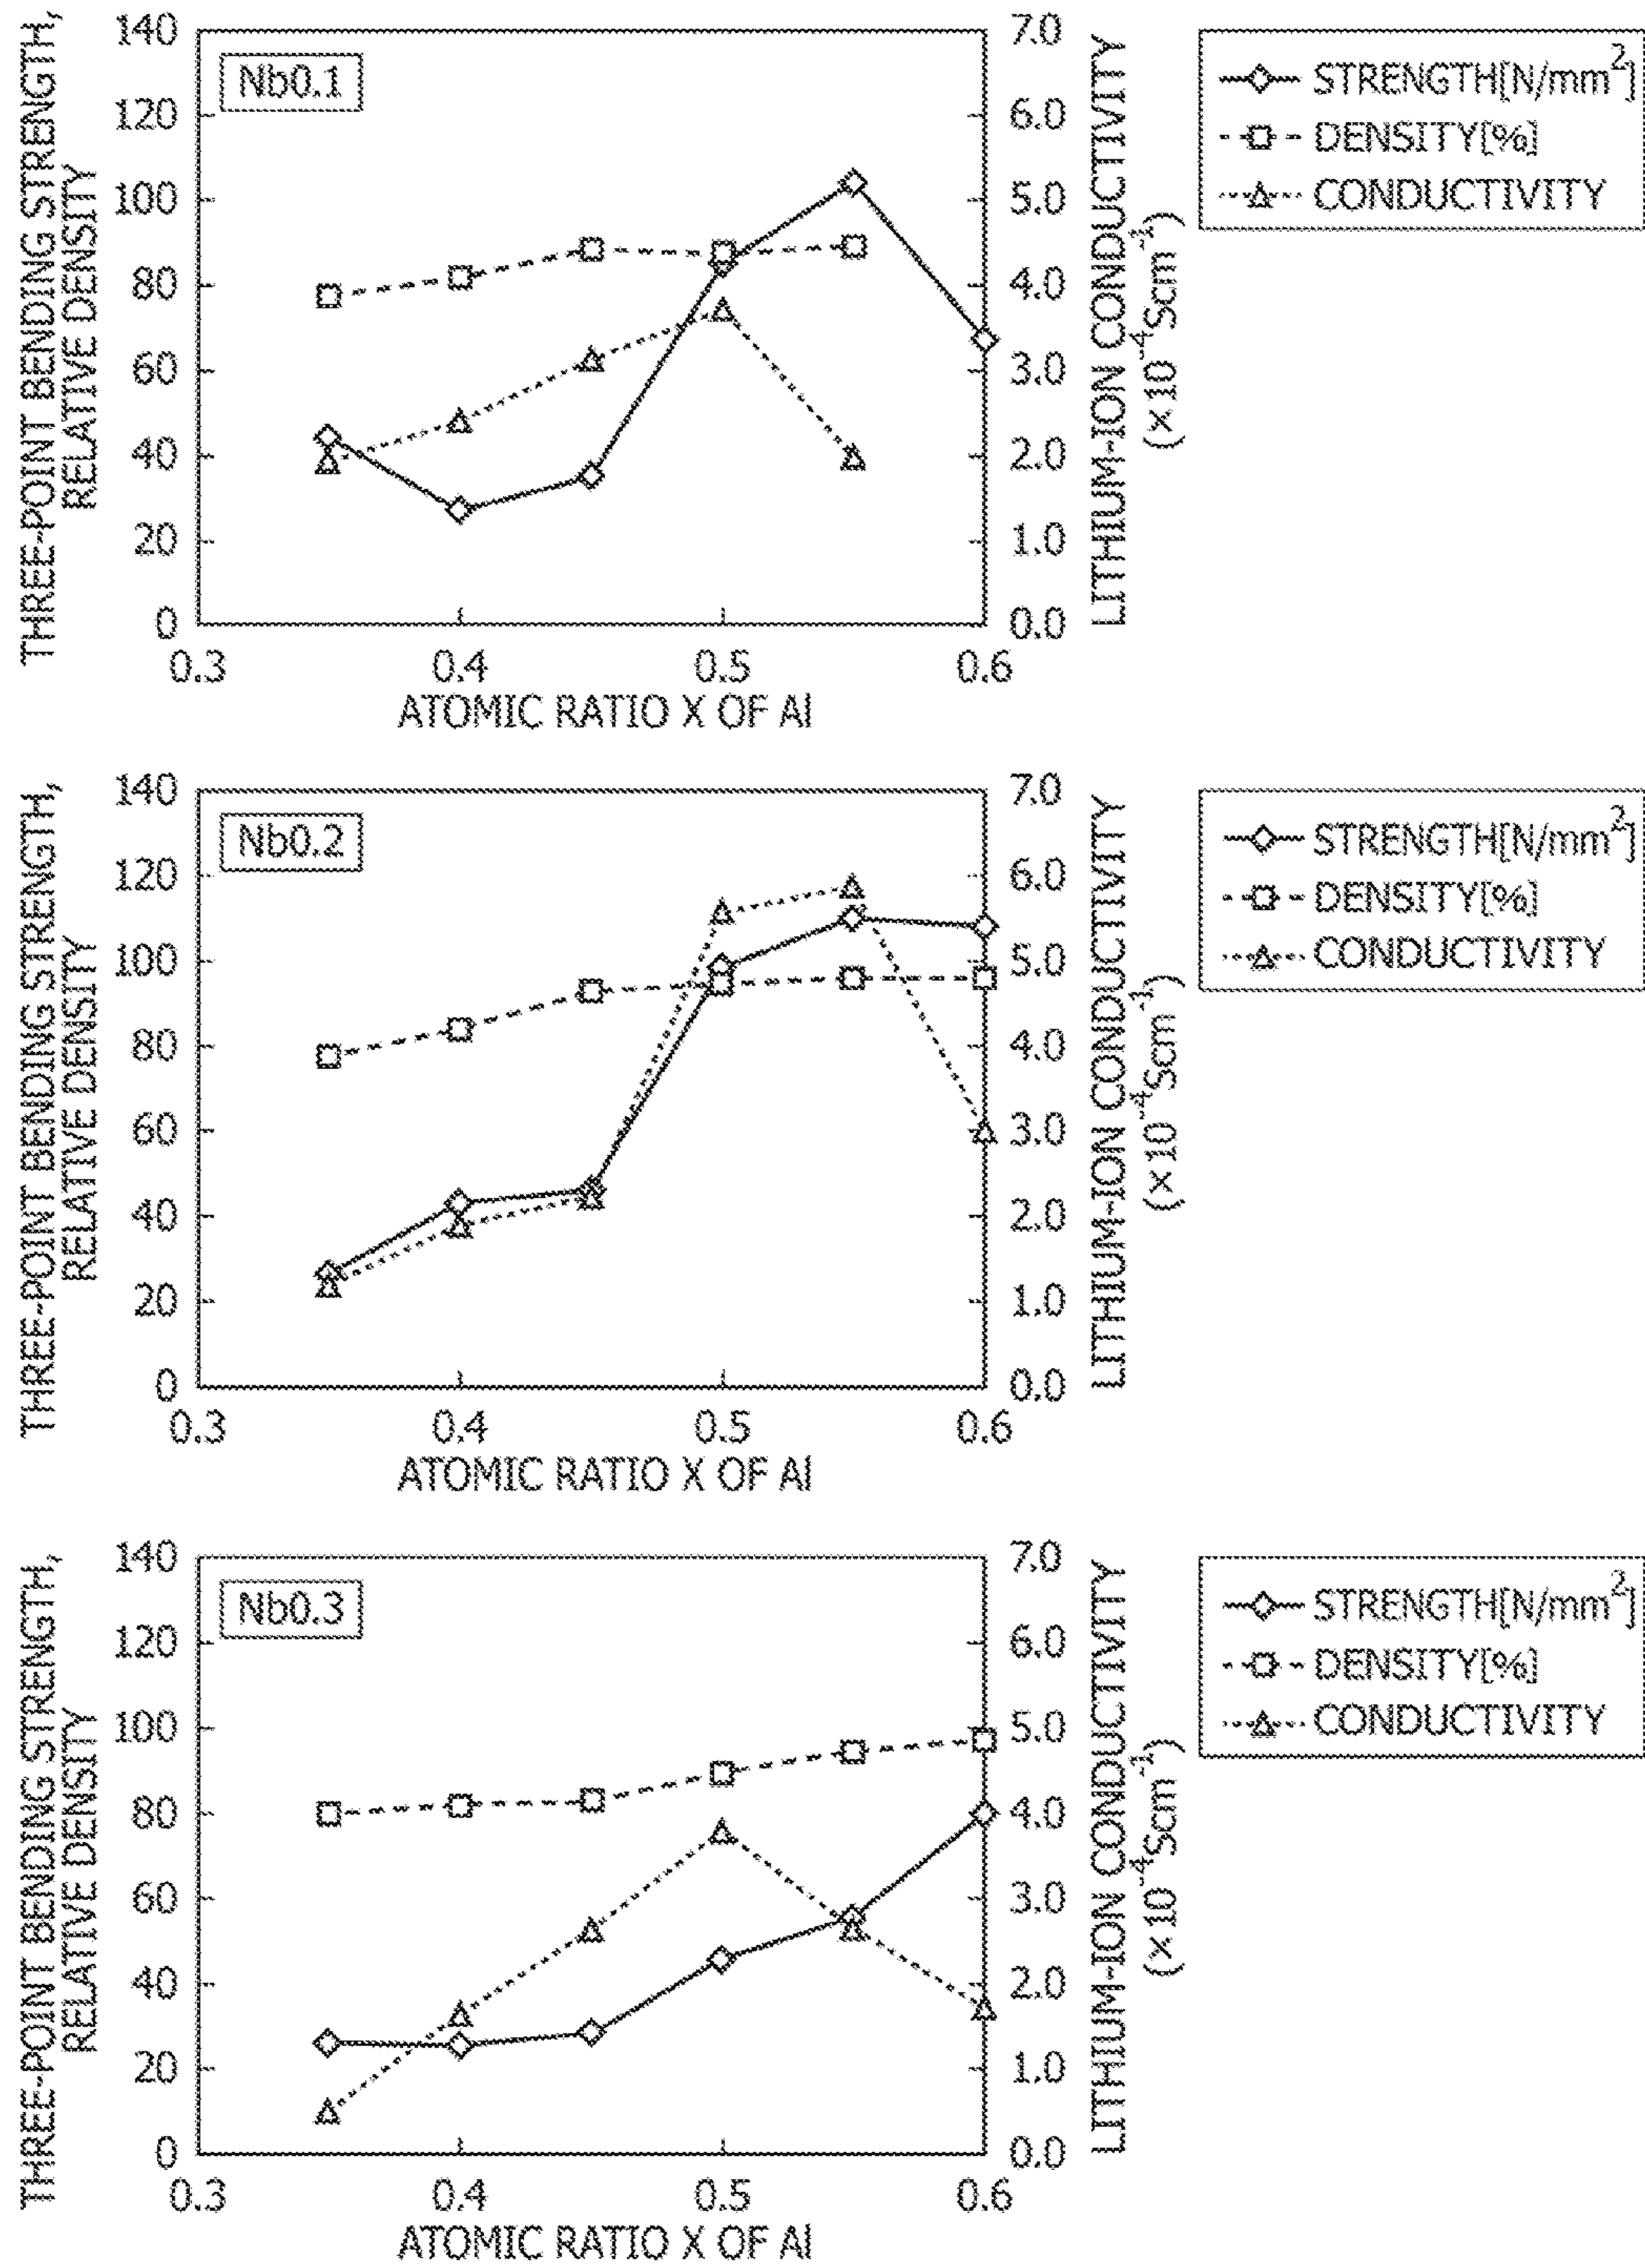 THREE-POINT BENDING STRENGTH,
RELATIVE DENSITY
140
120
100
80
60
40
20
0
Nb0.1
7.0
6.0
5.0
4.0
3.0
2.0
1.0
0.0
LITHIUM-ION CONDUCTIVITY
(×10⁻⁴Scm⁻¹)
0.3 0.4 0.5 0.6
ATOMIC RATIO X OF Al
STRENGTH[N/mm²]
DENSITY[%]
CONDUCTIVITY
THREE-POINT BENDING STRENGTH,
RELATIVE DENSITY
140
120
100
80
60
40
20
0
Nb0.2
7.0
6.0
5.0
4.0
3.0
2.0
1.0
0.0
LITHIUM-ION CONDUCTIVITY
(×10⁻⁴Scm⁻¹)
0.3 0.4 0.5 0.6
ATOMIC RATIO X OF Al
STRENGTH[N/mm²]
DENSITY[%]
CONDUCTIVITY
THREE-POINT BENDING STRENGTH,
RELATIVE DENSITY
140
120
100
80
60
40
20
0
Nb0.3
7.0
6.0
5.0
4.0
3.0
2.0
1.0
0.0
LITHIUM-ION CONDUCTIVITY
(×10⁻⁴Scm⁻¹)
0.3 0.4 0.5 0.6
ATOMIC RATIO X OF Al
STRENGTH[N/mm²]
DENSITY[%]
CONDUCTIVITY